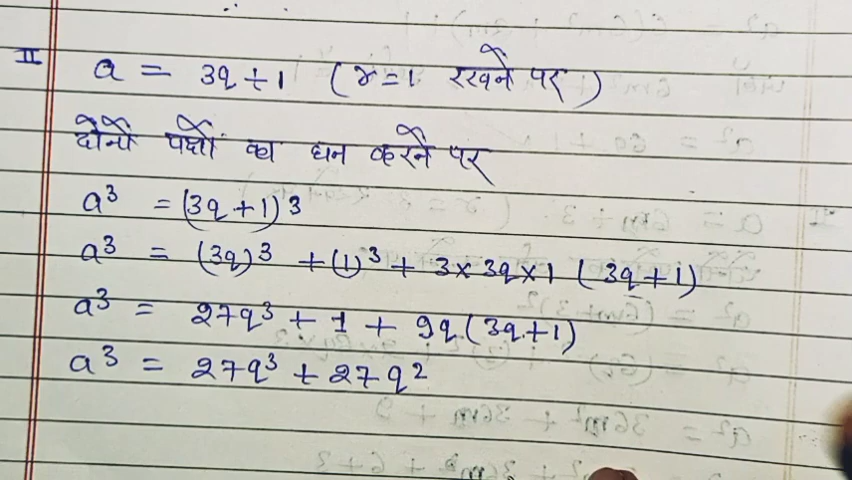 II a = 3q + 1 (r = 1 रखने पर)
दोनों पक्षों का घन करने पर
a³ = (3q + 1)³
a³ = (3q)³ + (1)³ + 3 × 3q × 1 (3q + 1)
a³ = 27q³ + 1 + 9q (3q + 1)
a³ = 27q³ + 27q²